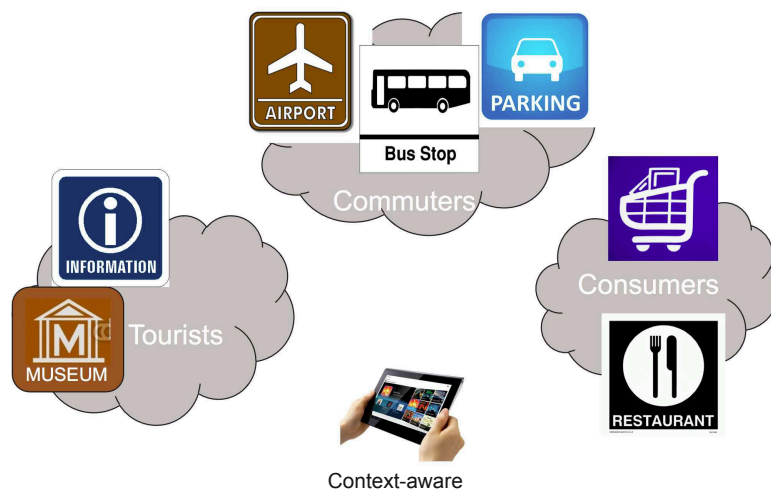 AIRPORT
Bus Stop
PARKING
Commuters
INFORMATION
M
MUSEUM
Tourists
Consumers
RESTAURANT
Context-aware